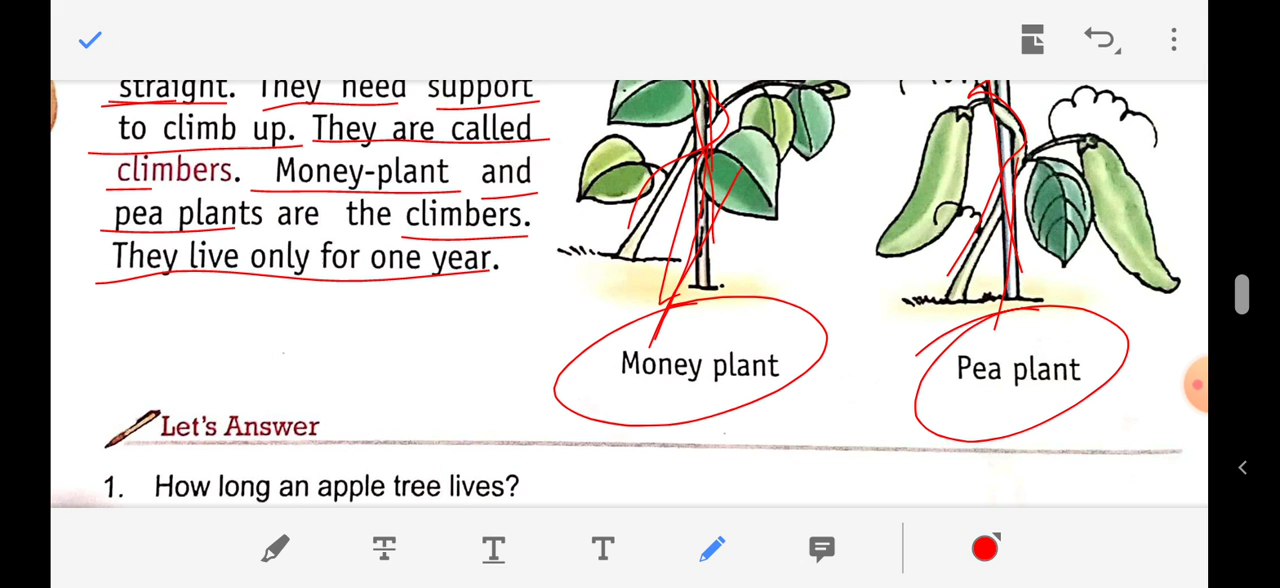 straight. They need support
to climb up. They are called
climbers. Money-plant and
pea plants are the climbers.
They live only for one year.
Money plant
Pea plant
Let's Answer
1. How long an apple tree lives?
T
T
T